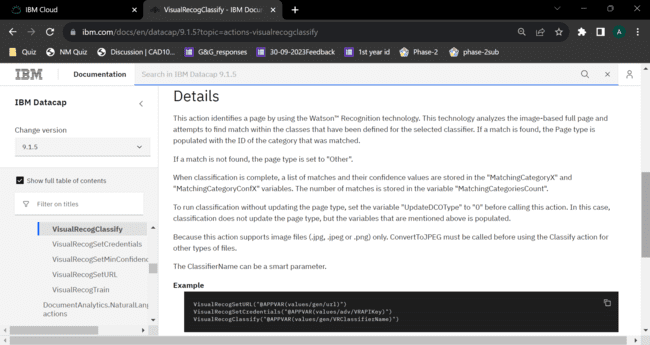 IBM Cloud
VisualRecogClassify - IBM Docum
ibm.com/docs/en/datacap/9.1.5?topic=actions-visualrecogclassify
Quiz
NM Quiz
Discussion | CAD10...
G&G_responses
30-09-2023Feedback
1st year id
Phase-2
phase-2sub
A
IBM
Documentation
Search in IBM Datacap 9.1.5
IBM Datacap
Change version
9.1.5
Show full table of contents
Filter on titles
VisualRecogClassify
VisualRecogSetCredentials
VisualRecogSetMinConfidenc
VisualRecogSetURL
VisualRecogTrain
DocumentAnalytics.NaturalLang
actions
Details
This action identifies a page by using the Watson™ Recognition technology. This technology analyzes the image-based full page and
attempts to find match within the classes that have been defined for the selected classifier. If a match is found, the Page type is
populated with the ID of the category that was matched.
If a match is not found, the page type is set to "Other".
When classification is complete, a list of matches and their confidence values are stored in the "MatchingCategoryX" and
"MatchingCategoryConfX" variables. The number of matches is stored in the variable "MatchingCategoriesCount".
To run classification without updating the page type, set the variable "UpdateDCOType" to "0" before calling this action. In this case,
classification does not update the page type, but the variables that are mentioned above is populated.
Because this action supports image files (.jpg, .jpeg or .png) only. ConvertToJPEG must be called before using the Classify action for
other types of files.
The ClassifierName can be a smart parameter.
Example
VisualRecogSetURL("@APPVAR(values/gen/url)")
VisualRecogSetCredentials("@APPVAR(values/adv/VRAPIKey)")
VisualRecogClassify("@APPVAR(values/gen/VRClassifierName)")